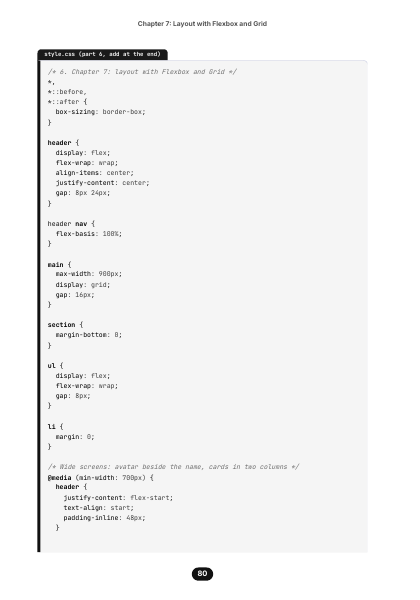 Chapter 7: Layout with Flexbox and Grid
style.css (part 6, add at the end)
/* 6. Chapter 7: layout with Flexbox and Grid */
*,
*::before,
*::after {
  box-sizing: border-box;
}

header {
  display: flex;
  flex-wrap: wrap;
  align-items: center;
  justify-content: center;
  gap: 8px 24px;
}

header nav {
  flex-basis: 100%;
}

main {
  max-width: 900px;
  display: grid;
  gap: 16px;
}

section {
  margin-bottom: 0;
}

ul {
  display: flex;
  flex-wrap: wrap;
  gap: 8px;
}

li {
  margin: 0;
}

/* Wide screens: avatar beside the name, cards in two columns */
@media (min-width: 700px) {
  header {
    justify-content: flex-start;
    text-align: start;
    padding-inline: 48px;
  }
80